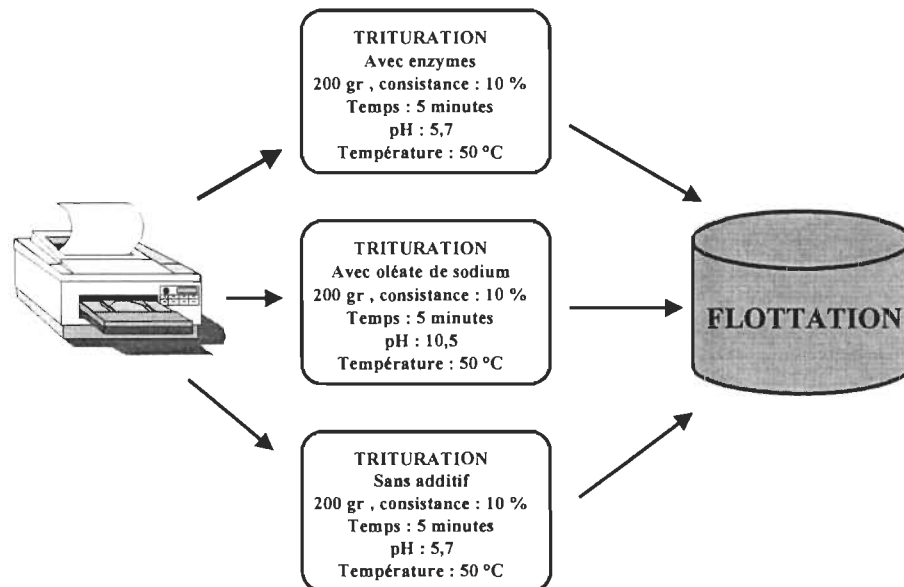 TRITURATION
Avec enzymes
200 gr , consistance : 10 %
Temps : 5 minutes
pH : 5,7
Température : 50 °C
TRITURATION
Avec oléate de sodium
200 gr , consistance : 10 %
Temps : 5 minutes
pH : 10,5
Température : 50 °C
FLOTTATION
TRITURATION
Sans additif
200 gr , consistance : 10 %
Temps : 5 minutes
pH : 5,7
Température : 50 °C